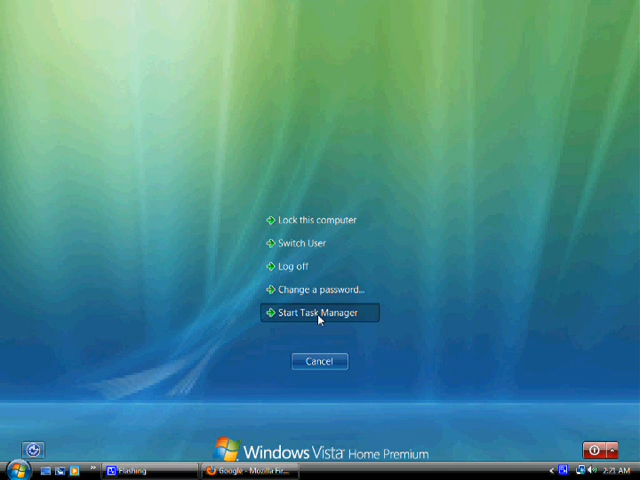 Lock this computer
Switch User
Log off
Change a password...
Start Task Manager
Cancel
Windows Vista Home Premium
Flashing
Google - Mozilla Fir...
2:21 AM